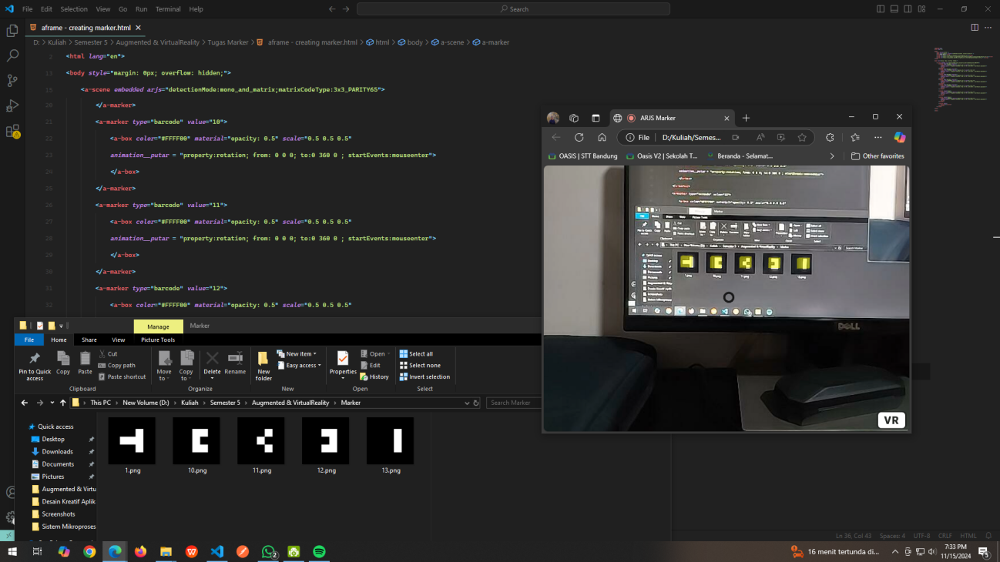 File Edit Selection View Go Run Terminal Help
Search
aframe - creating marker.html
D: > Kuliah > Semester 5 > Augmented & VirtualReality > Tugas Marker > aframe - creating marker.html > html > body > a-scene > a-marker
2 <html lang="en">
13 <body style="margin: 0px; overflow: hidden;">
15 <a-scene embedded arjs="detectionMode:mono_and_matrix;matrixCodeType:3x3_PARITY65">
20 </a-marker>
21 <a-marker type="barcode" value="10">
22 <a-box color="#FFFF00" material="opacity: 0.5" scale="0.5 0.5 0.5"
23 animation__putar = "property:rotation; from: 0 0 0; to:0 360 0 ; startEvents:mouseenter">
24 </a-box>
25 </a-marker>
26 <a-marker type="barcode" value="11">
27 <a-box color="#FFFF00" material="opacity: 0.5" scale="0.5 0.5 0.5"
28 animation__putar = "property:rotation; from: 0 0 0; to:0 360 0 ; startEvents:mouseenter">
29 </a-box>
30 </a-marker>
31 <a-marker type="barcode" value="12">
32 <a-box color="#FFFF00" material="opacity: 0.5" scale="0.5 0.5 0.5"
ARJS Marker
File D:/Kuliah/Semes...
OASIS | STT Bandung Oasis V2 | Sekolah T... Beranda - Selamat... Other favorites
DELL
VR
Manage Marker
File Home Share View Picture Tools
Pin to Quick access Copy Paste Cut Copy path Paste shortcut
Move to Copy to Delete Rename New folder New item Easy access
Properties Open Edit History Select all Select none Invert selection
Clipboard Organize New Open Select
This PC > New Volume (D:) > Kuliah > Semester 5 > Augmented & VirtualReality > Marker
Search Marker
Quick access
Desktop
Downloads
Documents
Pictures
Augmented & Virtu
Desain Kreatif Aplik
Screenshots
Sistem Mikroproses
1.png 10.png 11.png 12.png 13.png
Ln 36, Col 43 Spaces: 4 UTF-8 CRLF HTML
2
16 menit tertunda di...
7:33 PM
11/15/2024
5